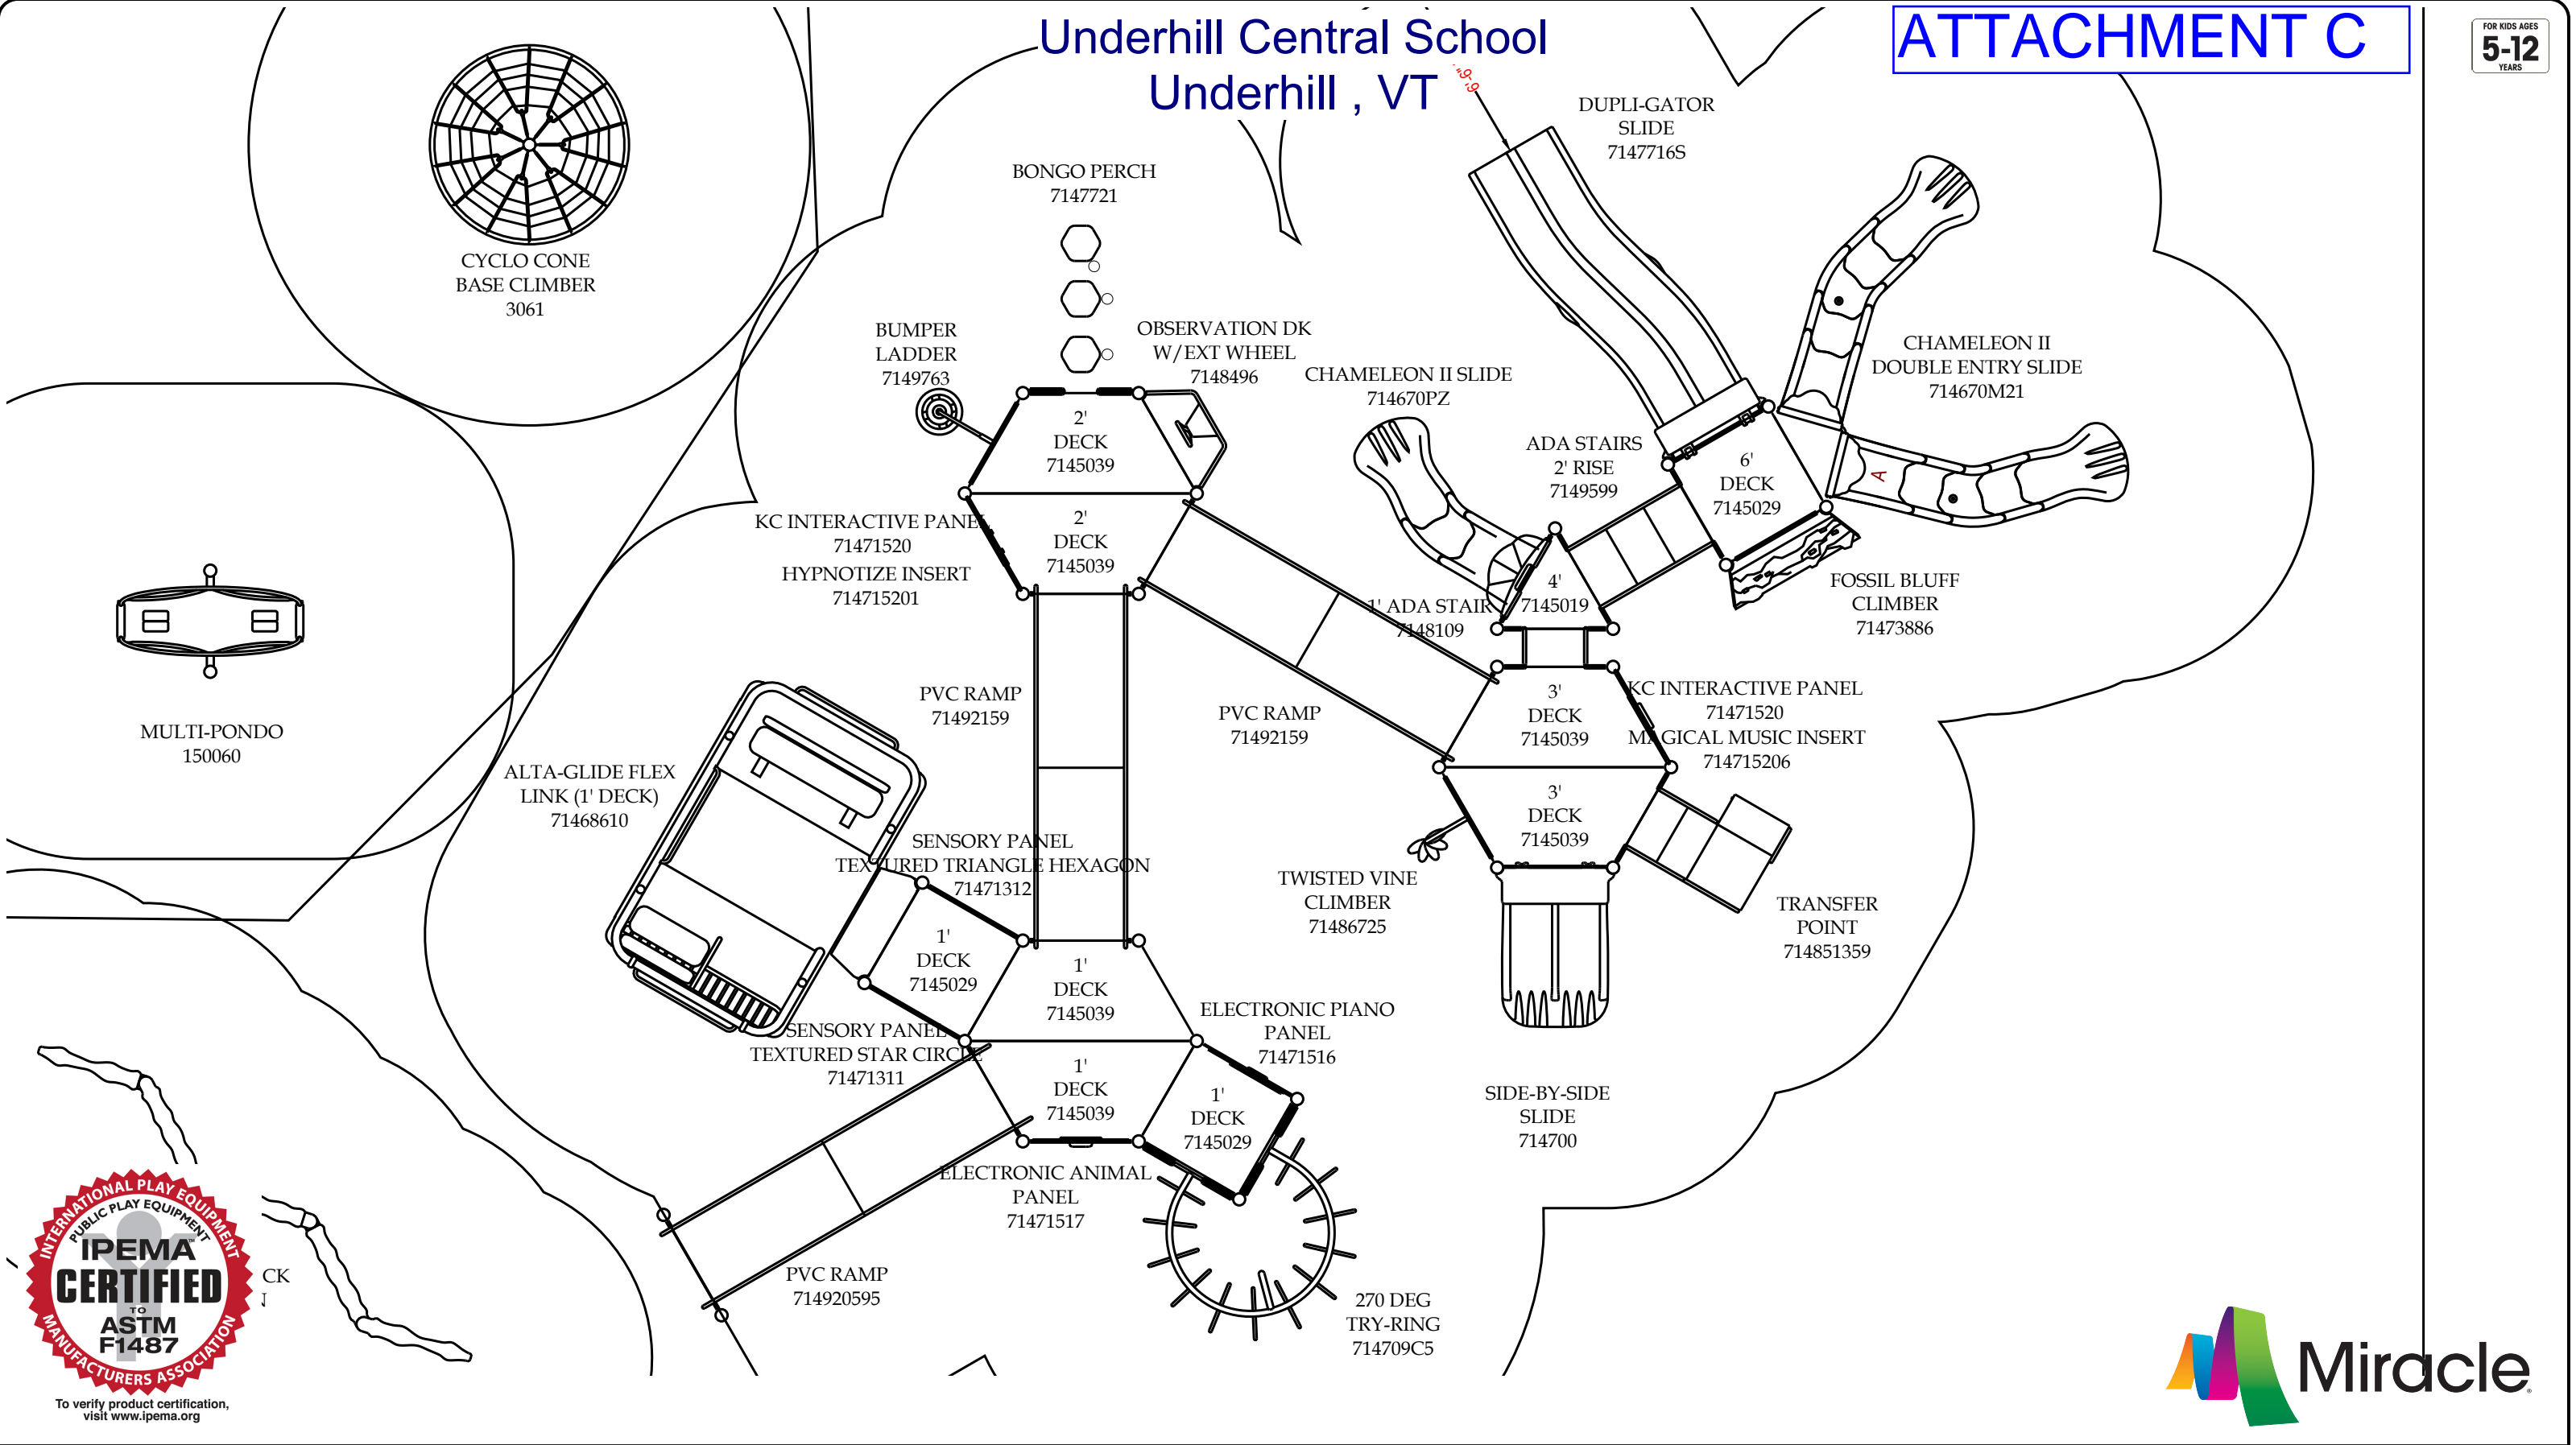 Underhill Central School
Underhill , VT
ATTACHMENT C
FOR KIDS AGES
5-12
YEARS
CYCLO CONE
BASE CLIMBER
3061
BONGO PERCH
7147721
DUPLI-GATOR
SLIDE
7147716S
BUMPER
LADDER
7149763
OBSERVATION DK
W/EXT WHEEL
7148496
CHAMELEON II SLIDE
714670PZ
CHAMELEON II
DOUBLE ENTRY SLIDE
714670M21
2'
DECK
7145039
ADA STAIRS
2' RISE
7149599
6'
DECK
7145029
A
KC INTERACTIVE PANEL
71471520
HYPNOTIZE INSERT
714715201
2'
DECK
7145039
1' ADA STAIR
7148109
4'
7145019
FOSSIL BLUFF
CLIMBER
71473886
MULTI-PONDO
150060
PVC RAMP
71492159
PVC RAMP
71492159
3'
DECK
7145039
KC INTERACTIVE PANEL
71471520
MAGICAL MUSIC INSERT
714715206
ALTA-GLIDE FLEX
LINK (1' DECK)
71468610
SENSORY PANEL
TEXTURED TRIANGLE HEXAGON
71471312
3'
DECK
7145039
TWISTED VINE
CLIMBER
71486725
TRANSFER
POINT
714851359
1'
DECK
7145029
1'
DECK
7145039
SENSORY PANEL
TEXTURED STAR CIRCLE
71471311
ELECTRONIC PIANO
PANEL
71471516
1'
DECK
7145039
1'
DECK
7145029
SIDE-BY-SIDE
SLIDE
714700
ELECTRONIC ANIMAL
PANEL
71471517
PVC RAMP
714920595
270 DEG
TRY-RING
714709C5
CK
INTERNATIONAL PLAY EQUIPMENT
PUBLIC PLAY EQUIPMENT
IPEMA™
CERTIFIED
TO
ASTM
F1487
MANUFACTURERS ASSOCIATION
To verify product certification,
visit www.ipema.org
Miracle®